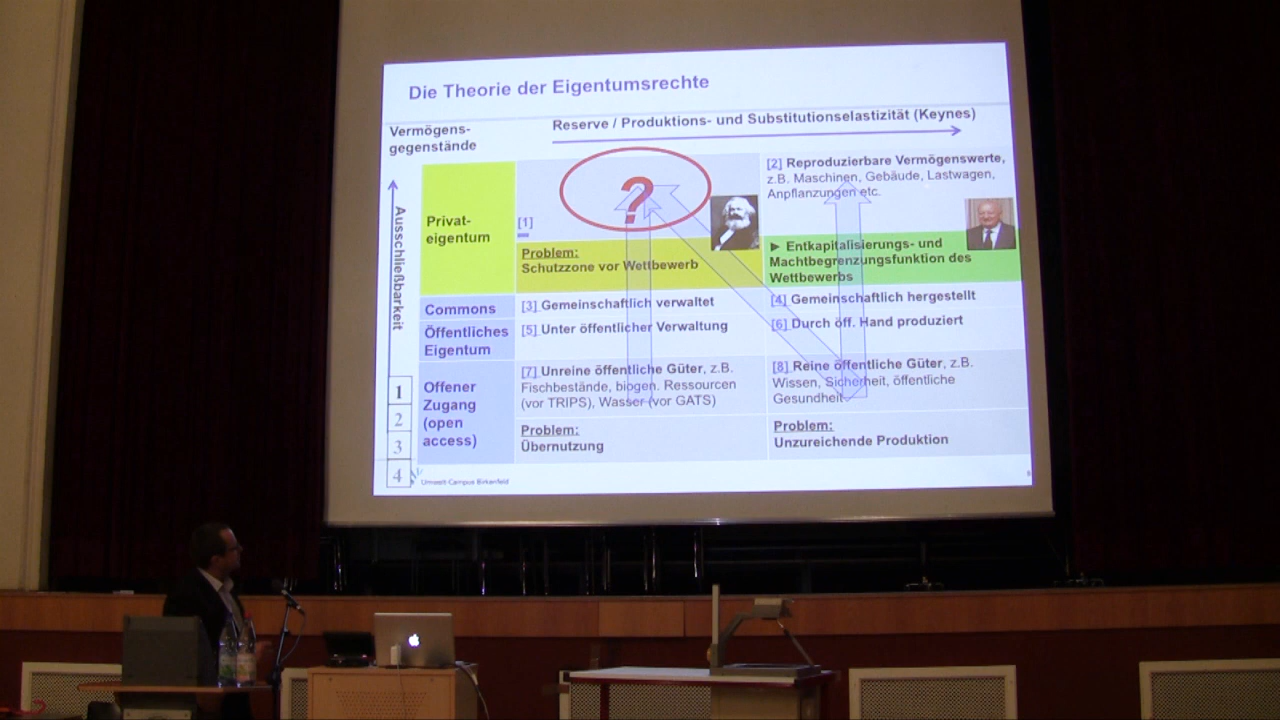 Die Theorie der Eigentumsrechte
Vermögens-
gegenstände
Reserve / Produktions- und Substitutionselastizität (Keynes)
Ausschließbarkeit
1
2
3
4
Privat-
eigentum
[1]
?
Problem:
Schutzzone vor Wettbewerb
[2] Reproduzierbare Vermögenswerte,
z.B. Maschinen, Gebäude, Lastwagen,
Anpflanzungen etc.
► Entkapitalisierungs- und
Machtbegrenzungsfunktion des
Wettbewerbs
Commons
[3] Gemeinschaftlich verwaltet
[4] Gemeinschaftlich hergestellt
Öffentliches
Eigentum
[5] Unter öffentlicher Verwaltung
[6] Durch öff. Hand produziert
Offener
Zugang
(open
access)
[7] Unreine öffentliche Güter, z.B.
Fischbestände, biogen. Ressourcen
(vor TRIPS), Wasser (vor GATS)
[8] Reine öffentliche Güter, z.B.
Wissen, Sicherheit, öffentliche
Gesundheit
Problem:
Übernutzung
Problem:
Unzureichende Produktion
Umwelt-Campus Birkenfeld